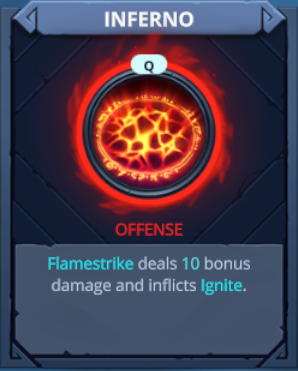 INFERNO
Q
OFFENSE
Flamestrike deals 10 bonus
damage and inflicts Ignite.